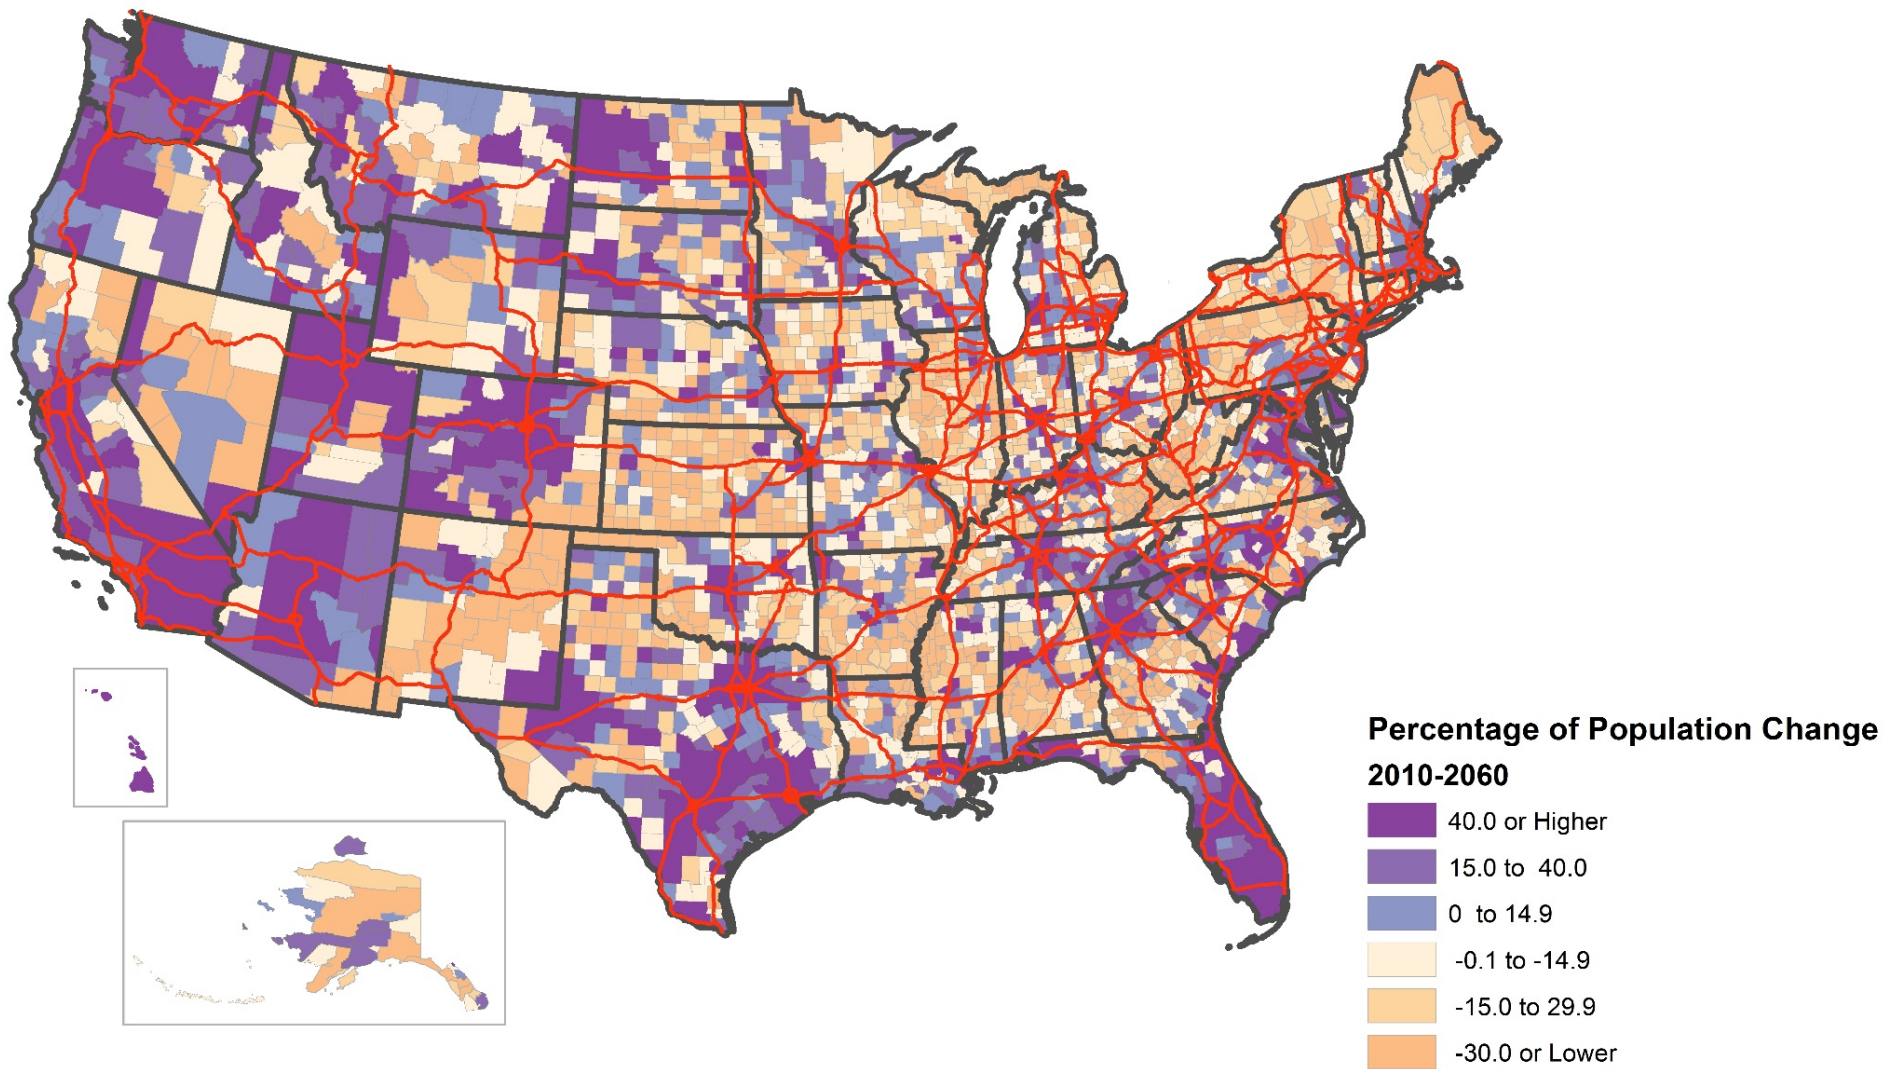 Percentage of Population Change
2010-2060
40.0 or Higher
15.0 to 40.0
0 to 14.9
-0.1 to -14.9
-15.0 to 29.9
-30.0 or Lower